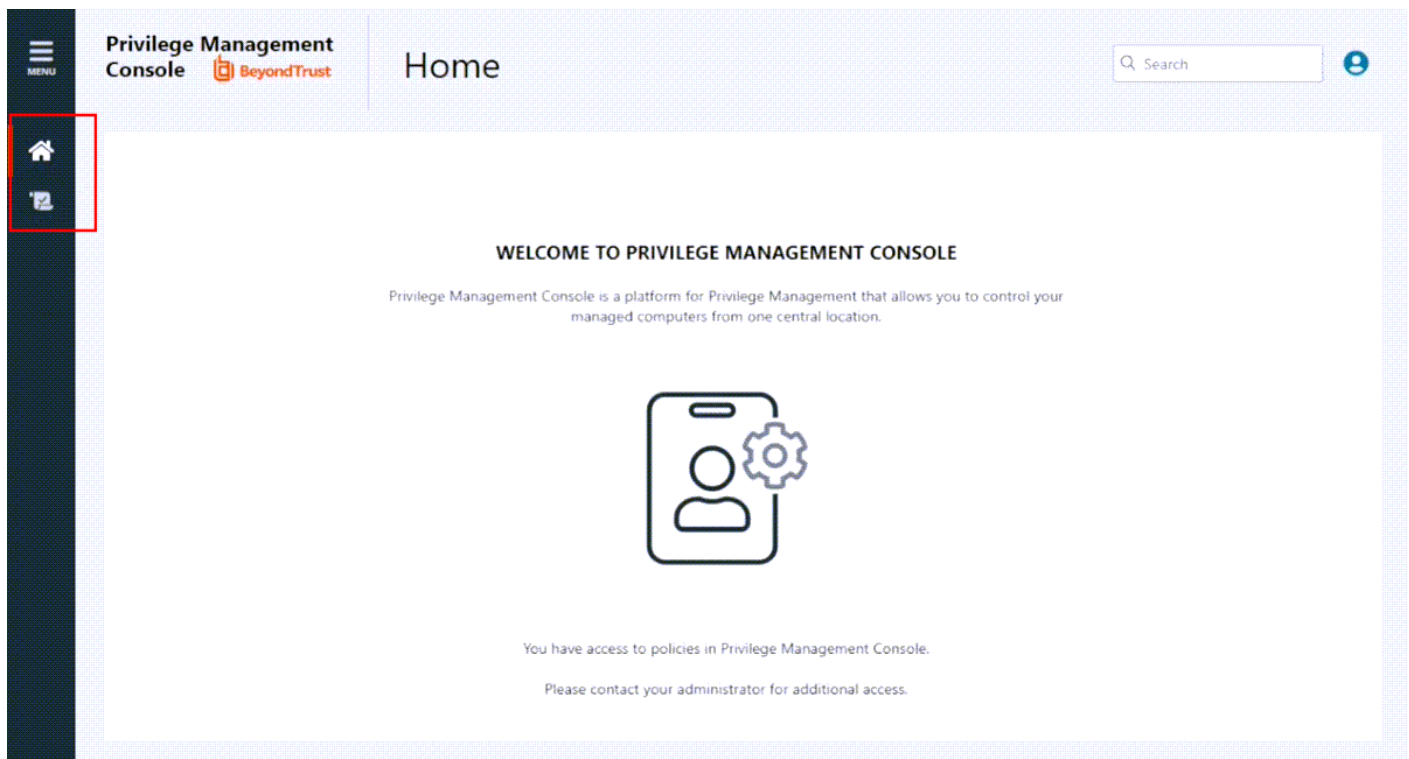 MENU
Privilege Management
Console BeyondTrust
Home
Search
WELCOME TO PRIVILEGE MANAGEMENT CONSOLE
Privilege Management Console is a platform for Privilege Management that allows you to control your
managed computers from one central location.
You have access to policies in Privilege Management Console.
Please contact your administrator for additional access.